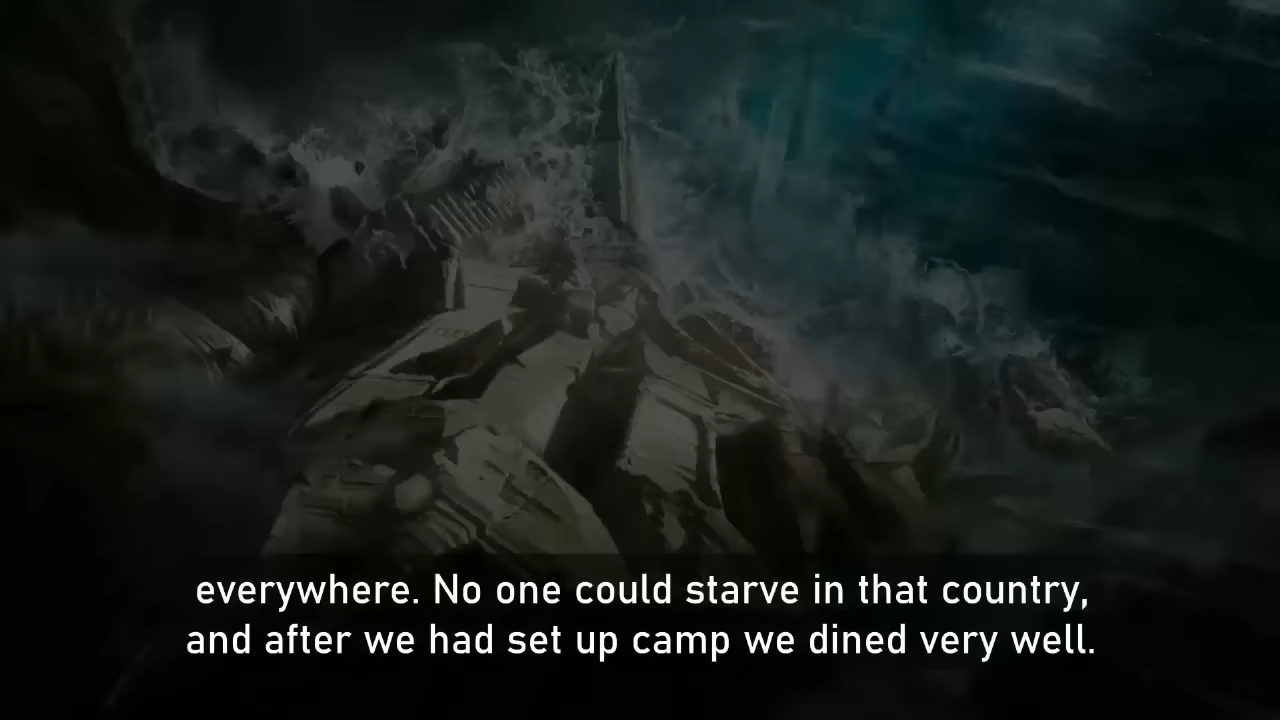 everywhere. No one could starve in that country,
and after we had set up camp we dined very well.